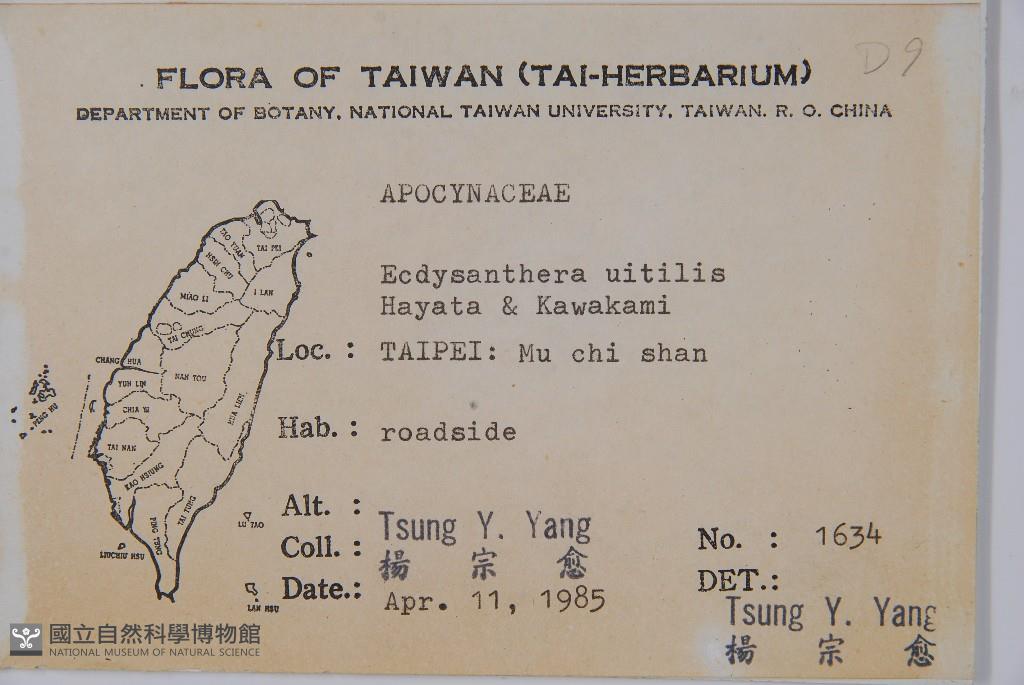 D 9
FLORA OF TAIWAN (TAI-HERBARIUM)
DEPARTMENT OF BOTANY, NATIONAL TAIWAN UNIVERSITY, TAIWAN. R. O. CHINA
APOCYNACEAE
Ecdysanthera uitilis
Hayata & Kawakami
Loc. : TAIPEI: Mu chi shan
Hab. : roadside
Alt. :
Coll. : Tsung Y. Yang
楊 宗 愈
Date.: Apr. 11, 1985
No. : 1634
DET.:
Tsung Y. Yang
楊 宗 愈
TAO YUAN
TAI PEI
HSIN CHU
I LAN
MIAO LI
TAI CHUNG
CHANG HUA
NAN TOU
YUN LIN
HUA LIEN
CHIA YI
PENG HU
TAI NAN
KAO HSIUNG
TAI TUNG
PING TUNG
LU TAO
LIUCHIU HSU
LAN HSU
國立自然科學博物館
NATIONAL MUSEUM OF NATURAL SCIENCE